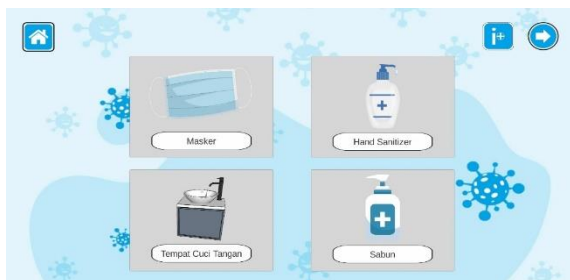 i+
Masker
Hand Sanitizer
Tempat Cuci Tangan
Sabun